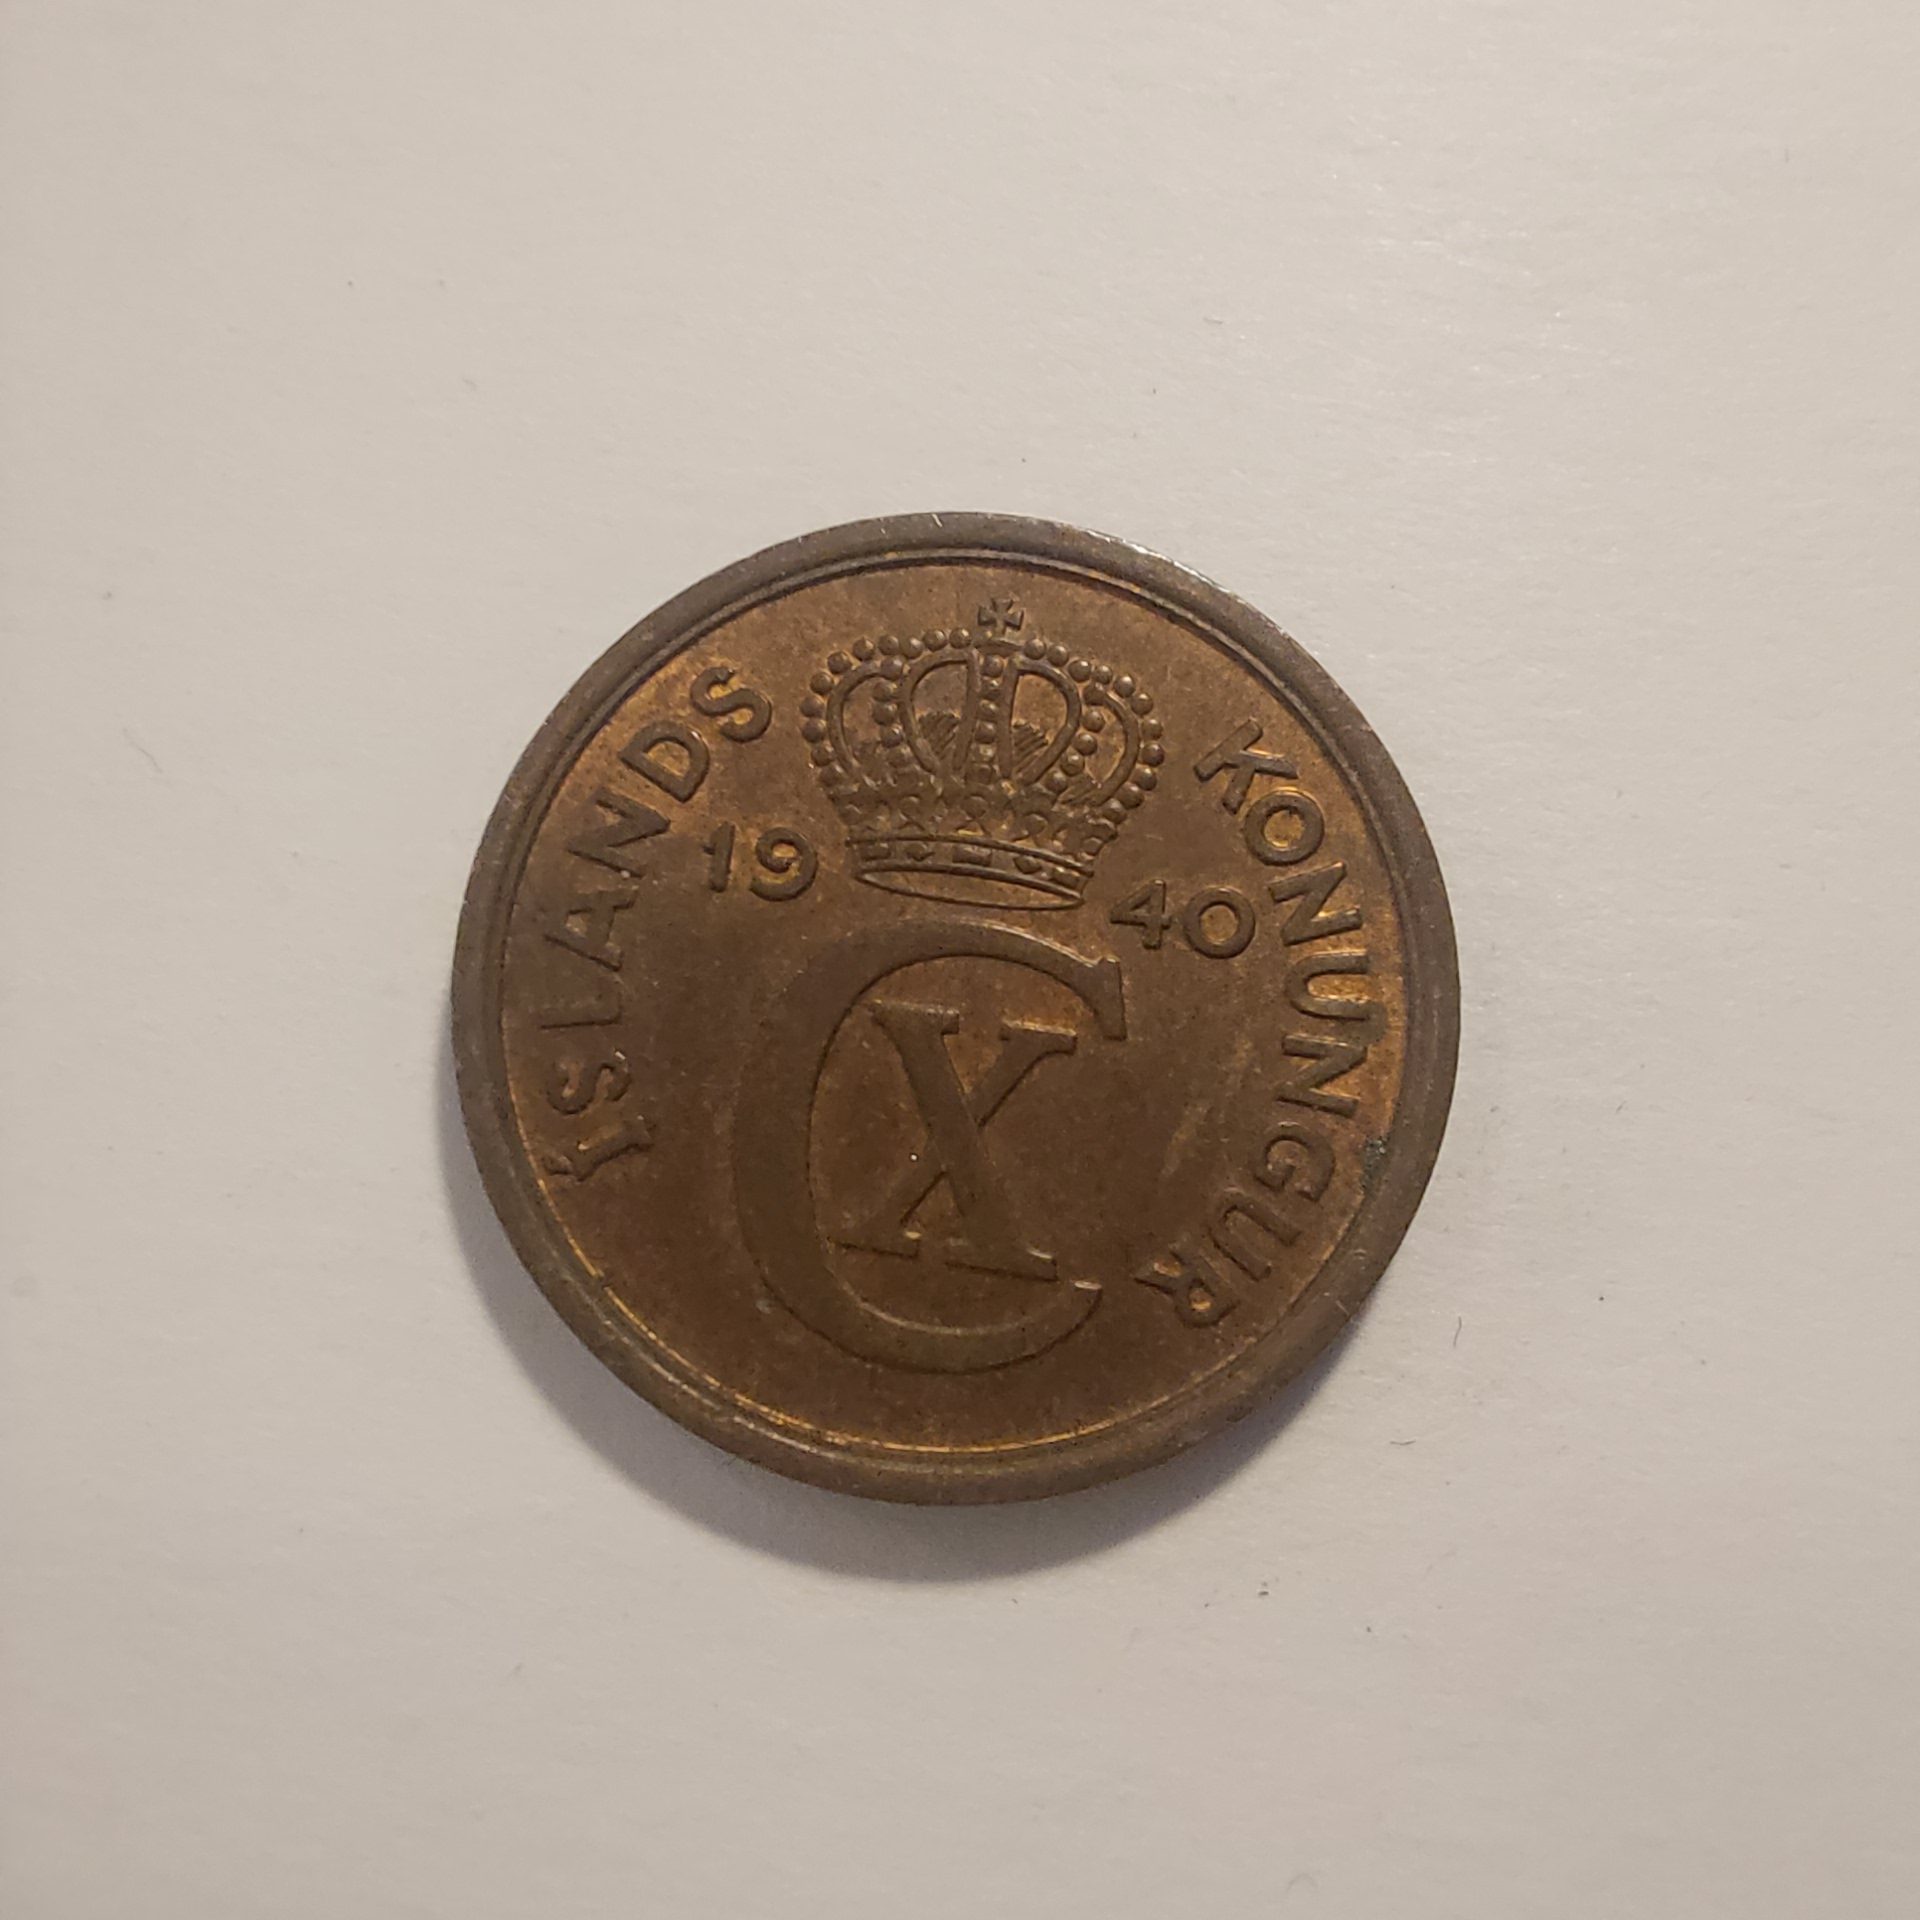 ÍSLANDS KONUNGUR
19 40
CX